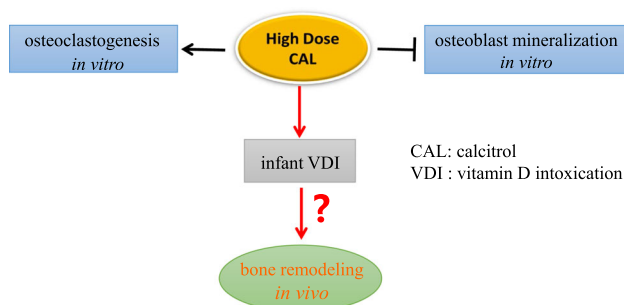 osteoclastogenesis
in vitro
High Dose
CAL
osteoblast mineralization
in vitro
infant VDI
CAL: calcitrol
VDI : vitamin D intoxication
?
bone remodeling
in vivo